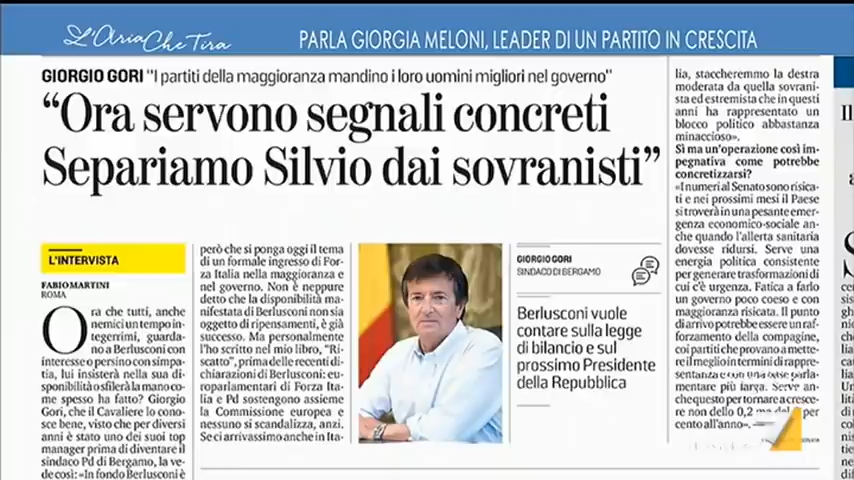 L'Aria Che Tira
PARLA GIORGIA MELONI, LEADER DI UN PARTITO IN CRESCITA
GIORGIO GORI "I partiti della maggioranza mandino i loro uomini migliori nel governo"
“Ora servono segnali concreti
Separiamo Silvio dai sovranisti”
L'INTERVISTA
FABIO MARTINI
ROMA
Ora che tutti, anche
nemici un tempo in-
tegerrimi, guarda-
no a Berlusconi con
interesse o persino con simpa-
tia, lui insisterà nella sua di-
sponibilità o sfilerà la mano co-
me spesso ha fatto? Giorgio
Gori, che il Cavaliere lo cono-
sce bene, visto che per diversi
anni è stato uno dei suoi top
manager prima di diventare il
sindaco Pd di Bergamo, la ve-
de così: «In fondo Berlusconi è
però che si ponga oggi il tema
di un formale ingresso di For-
za Italia nella maggioranza e
nel governo. Non è neppure
detto che la disponibilità ma-
nifestata di Berlusconi non sia
oggetto di ripensamenti, è già
successo. Ma personalmente
l'ho scritto nel mio libro, "Ri-
scatto", prima delle recenti di-
chiarazioni di Berlusconi: eu-
roparlamentari di Forza Italia
e Pd sostengono assieme
la Commissione europea e
nessuno si scandalizza, anzi.
Se ci arrivassimo anche in Ita-
GIORGIO GORI
SINDACO DI BERGAMO
Berlusconi vuole
contare sulla legge
di bilancio e sul
prossimo Presidente
della Repubblica
lia, staccheremmo la destra
moderata da quella sovrani-
sta ed estremista che in questi
anni ha rappresentato un
blocco politico abbastanza
minaccioso».
Sì ma un'operazione così im-
pegnativa come potrebbe
concretizzarsi?
«I numeri al Senato sono risica-
ti e nei prossimi mesi il Paese
si troverà in una pesante emer-
genza economico-sociale an-
che quando l'allerta sanitaria
dovesse ridursi. Serve una
energia politica consistente
per generare trasformazioni di
cui c'è urgenza. Fatica a farlo
un governo poco coeso e con
maggioranza risicata. Il punto
di arrivo potrebbe essere un raf-
forzamento della compagine,
coi partiti che provano a mette-
re il meglio in termini di rappre-
sentanza e con una base parla-
mentare più larga. Serve an-
che questo per tornare a cresce-
re non dello 0,2 ma del per
cento all'anno».